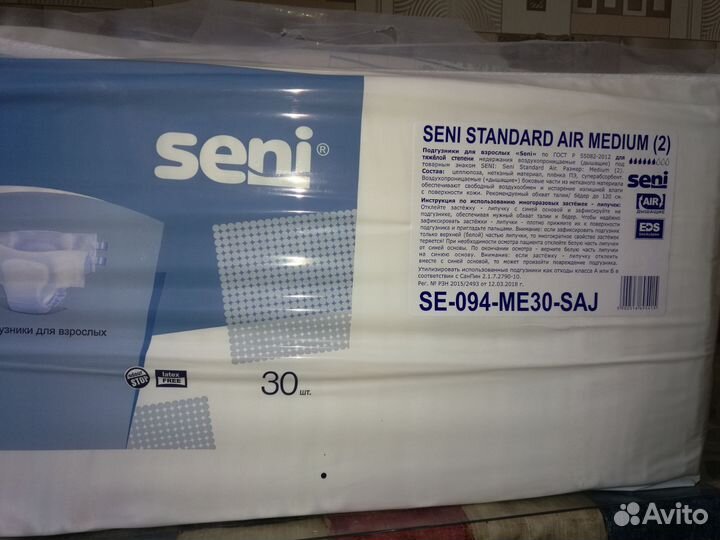 seni®
узники для взрослых
odour STOP
latex FREE
30 шт.
SENI STANDARD AIR MEDIUM (2)
Подгузники для взрослых «Seni» по ГОСТ Р 55082-2012 для
тяжёлой степени недержания воздухопроницаемые (дышащие) под
товарным знаком SENI: Seni Standard Air. Размер: Medium (2).
Состав: целлюлоза, нетканый материал, плёнка ПЭ, суперабсорбент.
Воздухопроницаемые («дышащие») боковые части из нетканого материала
обеспечивают свободный воздухообмен и испарение излишней влаги
с поверхности кожи. Рекомендуемый обхват талии/ бёдер до 120 см.
Инструкция по использованию многоразовых застёжек - липучек:
Отклейте застёжку - липучку с синей основой и зафиксируйте на
подгузнике, обеспечивая нужный обхват талии и бёдер. Чтобы надёжно
зафиксировать застёжки - липучки - плотно прижмите их к поверхности
подгузника и пригладьте пальцами. Внимание: если зафиксировать подгузник
только верхней (белой) частью липучки, то многократное свойство застёжек
теряется! При необходимости осмотра пациента отклейте белую часть липучки
от синей основы. По окончании осмотра - верните белую часть липучки
на синюю основу. Внимание: если застёжку - липучку отклеить
вместе с синей основой, то может произойти повреждение подгузника.
Утилизировать использованные подгузники как отходы класса А или Б в
соответствии с СанПин 2.1.7.2790-10.
Рег. № РЗН 2015/2493 от 12.03.2018 г.
SE-094-ME30-SAJ
seni
AIR
ДЫШАЩИЕ
EDS
Avito